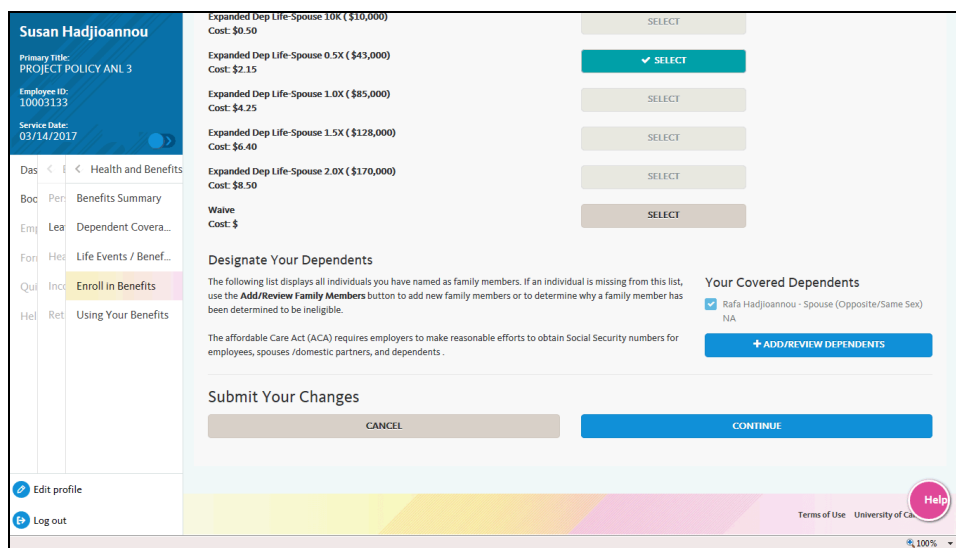 Susan Hadjioannou
Primary Title:
PROJECT POLICY ANL 3
Employee ID:
10003133
Service Date:
03/14/2017
Das
Boo
Emp
For
Qui
Hel
Per
Lea
Hea
Inco
Ret
Health and Benefits
Benefits Summary
Dependent Covera...
Life Events / Benef...
Enroll in Benefits
Using Your Benefits
Edit profile
Log out
Expanded Dep Life-Spouse 10K ( $10,000)
Cost: $0.50
SELECT
Expanded Dep Life-Spouse 0.5X ( $43,000)
Cost: $2.15
SELECT
Expanded Dep Life-Spouse 1.0X ( $85,000)
Cost: $4.25
SELECT
Expanded Dep Life-Spouse 1.5X ( $128,000)
Cost: $6.40
SELECT
Expanded Dep Life-Spouse 2.0X ( $170,000)
Cost: $8.50
SELECT
Waive
Cost: $
SELECT
Designate Your Dependents
The following list displays all individuals you have named as family members. If an individual is missing from this list,
use the Add/Review Family Members button to add new family members or to determine why a family member has
been determined to be ineligible.
The affordable Care Act (ACA) requires employers to make reasonable efforts to obtain Social Security numbers for
employees, spouses /domestic partners, and dependents .
Your Covered Dependents
Rafa Hadjioannou - Spouse (Opposite/Same Sex)
NA
+ ADD/REVIEW DEPENDENTS
Submit Your Changes
CANCEL
CONTINUE
Terms of Use University of Ca
Help
100%